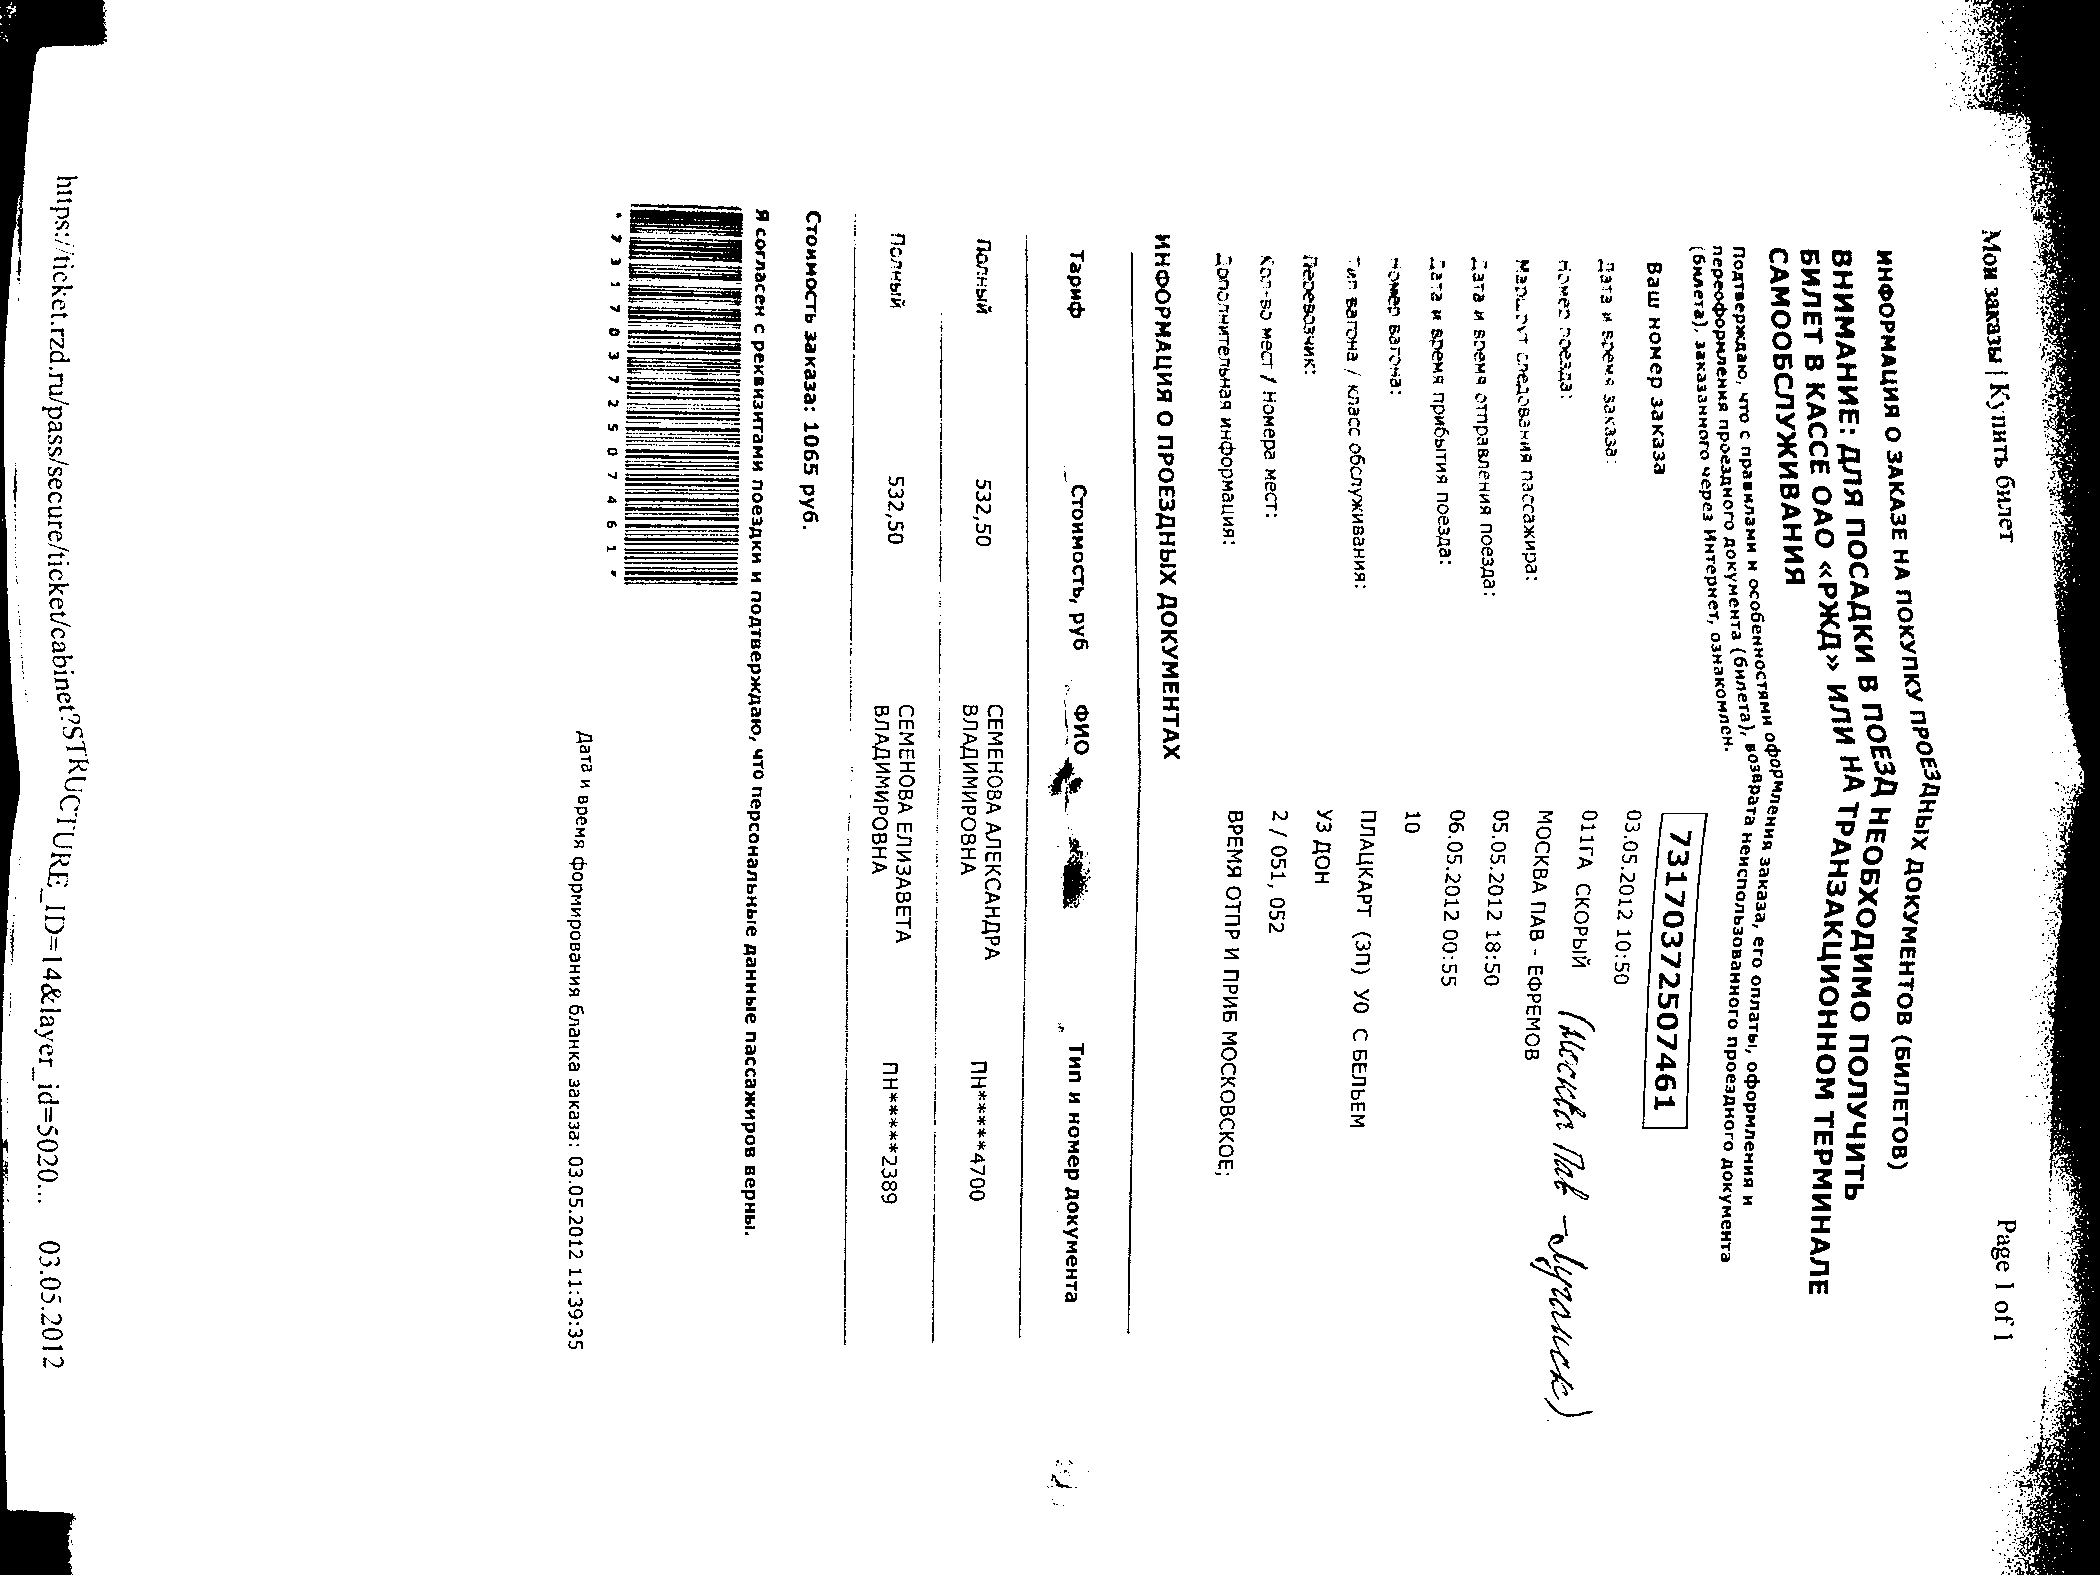 Мои заказы | Купить билет
Page 1 of 1
ИНФОРМАЦИЯ О ЗАКАЗЕ НА ПОКУПКУ ПРОЕЗДНЫХ ДОКУМЕНТОВ (БИЛЕТОВ)
ВНИМАНИЕ: ДЛЯ ПОСАДКИ В ПОЕЗД НЕОБХОДИМО ПОЛУЧИТЬ
БИЛЕТ В КАССЕ ОАО «РЖД» ИЛИ НА ТРАНЗАКЦИОННОМ ТЕРМИНАЛЕ
САМООБСЛУЖИВАНИЯ
Подтверждаю, что с правилами и особенностями оформления заказа, его оплаты, оформления и
переоформления проездного документа (билета), возврата неиспользованного проездного документа
(билета), заказанного через Интернет, ознакомлен.
Ваш номер заказа 73170372507461
Дата и время заказа: 03.05.2012 10:50
Номер поезда: 011ГА СКОРЫЙ
(Москва Пав - Луганск)
Маршрут следования пассажира: МОСКВА ПАВ - ЕФРЕМОВ
Дата и время отправления поезда: 05.05.2012 18:50
Дата и время прибытия поезда: 06.05.2012 00:55
Номер вагона: 10
Тип вагона / класс обслуживания: ПЛАЦКАРТ (3П) У0 С БЕЛЬЕМ
Перевозчик: УЗ ДОН
Кол-во мест / Номера мест: 2 / 051, 052
Дополнительная информация: ВРЕМЯ ОТПР И ПРИБ МОСКОВСКОЕ;
ИНФОРМАЦИЯ О ПРОЕЗДНЫХ ДОКУМЕНТАХ
Тариф Стоимость, руб ФИО Тип и номер документа
Полный 532,50 СЕМЕНОВА АЛЕКСАНДРА ПН*****4700
ВЛАДИМИРОВНА
Полный 532,50 СЕМЕНОВА ЕЛИЗАВЕТА ПН*****2389
ВЛАДИМИРОВНА
Стоимость заказа: 1065 руб.
Я согласен с реквизитами поездки и подтверждаю, что персональные данные пассажиров верны.
* 7 3 1 7 0 3 7 2 5 0 7 4 6 1 *
Дата и время формирования бланка заказа: 03.05.2012 11:39:35
https://ticket.rzd.ru/pass/secure/ticket/cabinet?STRUCTURE_ID=14&layer_id=5020... 03.05.2012